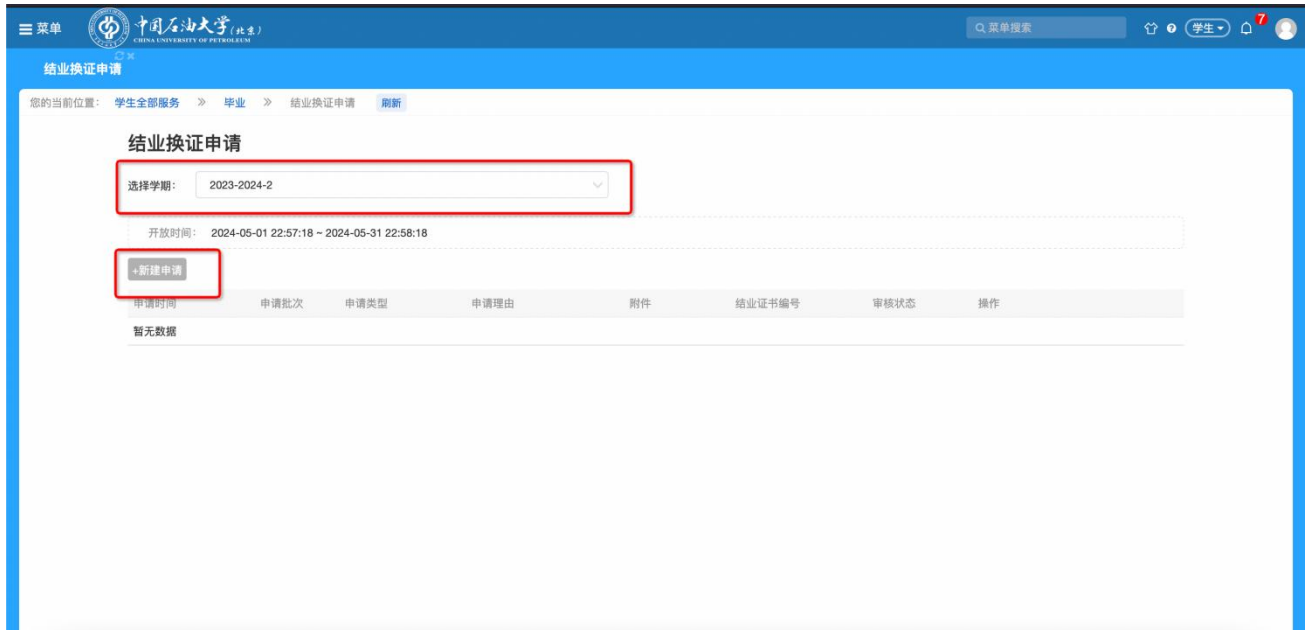 菜单
中国石油大学(北京)
CHINA UNIVERSITY OF PETROLEUM
菜单搜索
学生
7
结业换证申请
您的当前位置: 学生全部服务 » 毕业 » 结业换证申请 刷新
结业换证申请
选择学期: 2023-2024-2
开放时间: 2024-05-01 22:57:18 ~ 2024-05-31 22:58:18
+新建申请
申请时间 申请批次 申请类型 申请理由 附件 结业证书编号 审核状态 操作
暂无数据